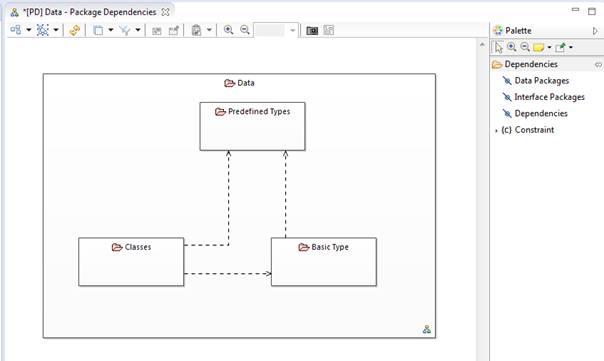 *[PD] Data - Package Dependencies
Palette
Dependencies
Data Packages
Interface Packages
Dependencies
{c} Constraint
Data
Predefined Types
Classes
Basic Type